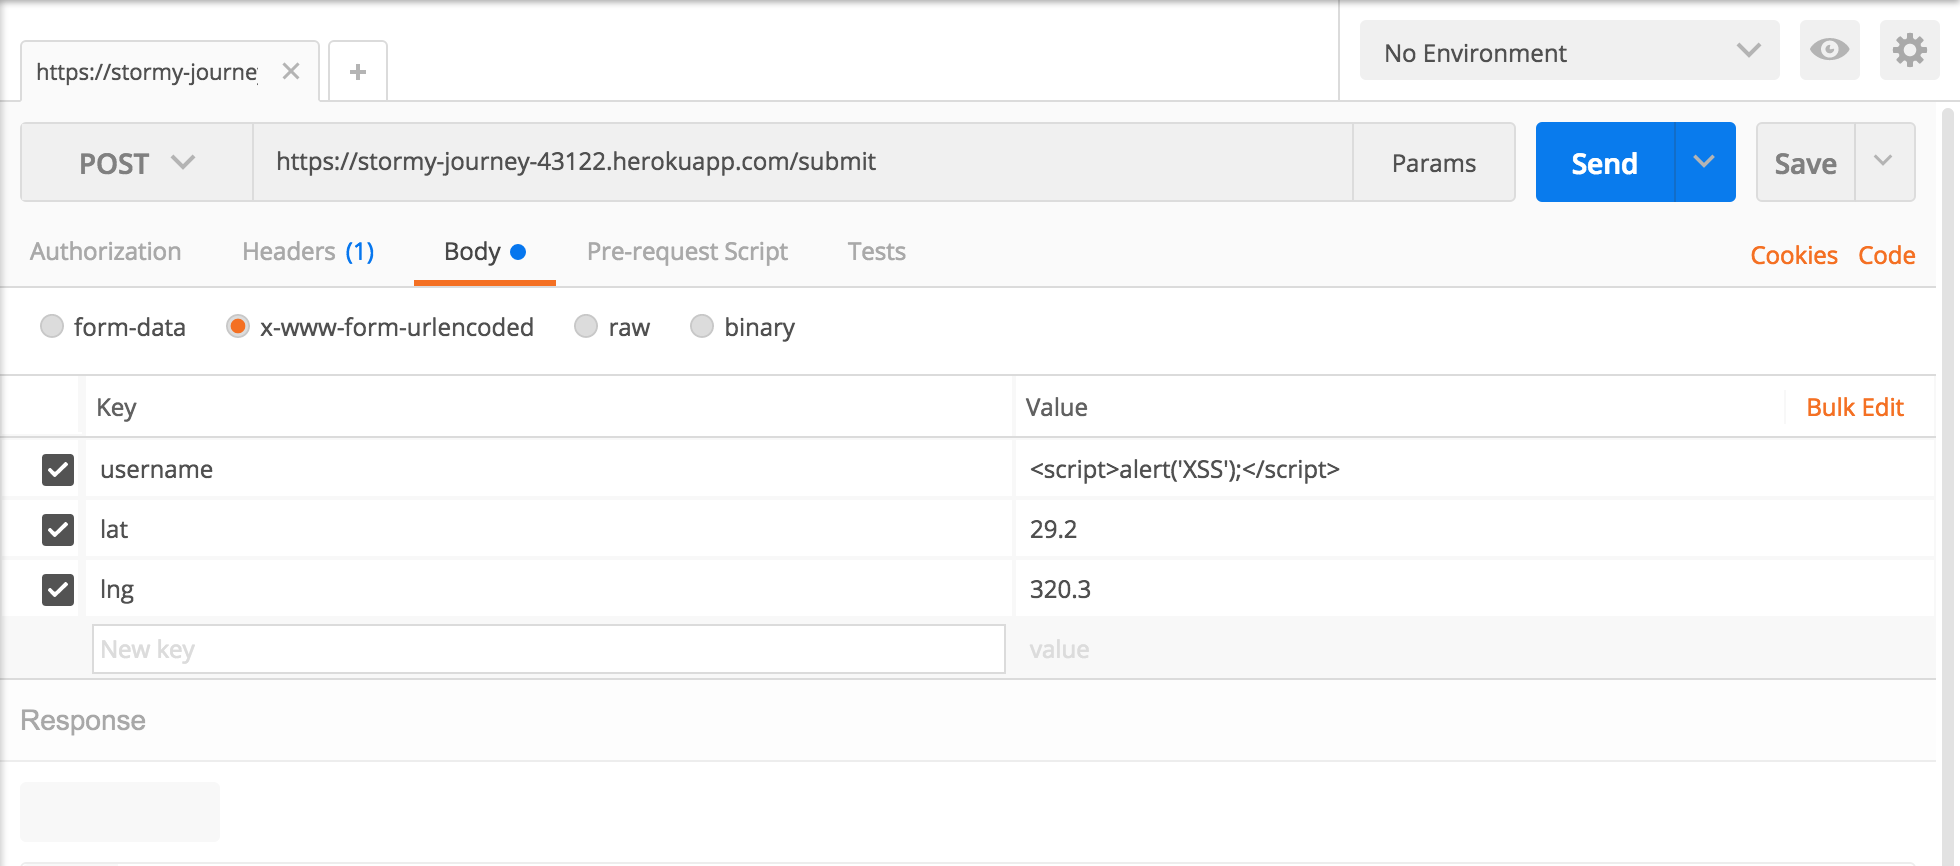 https://stormy-journe
No Environment
POST
https://stormy-journey-43122.herokuapp.com/submit
Params
Send
Save
Authorization
Headers (1)
Body
Pre-request Script
Tests
Cookies
Code
form-data
x-www-form-urlencoded
raw
binary
Key
Value
Bulk Edit
username
<script>alert('XSS');</script>
lat
29.2
lng
320.3
New key
value
Response